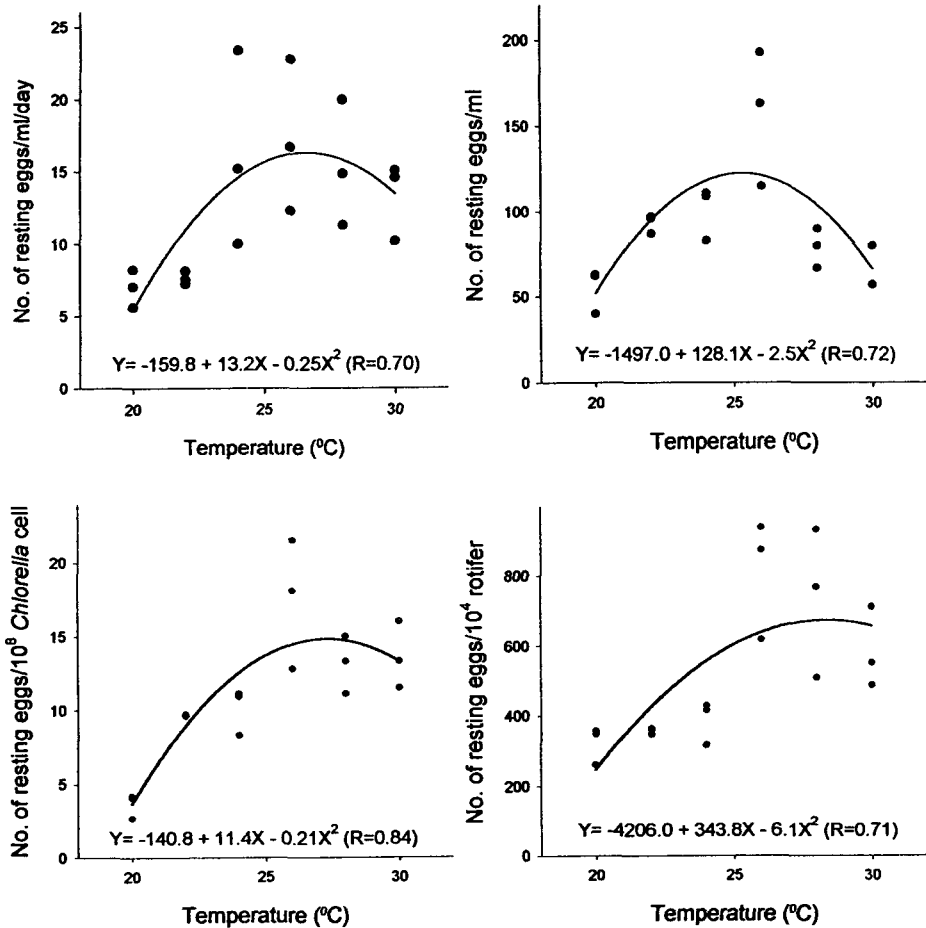 No. of resting eggs/ml/day
25
20
15
10
5
0
Y= -159.8 + 13.2X - 0.25X² (R=0.70)
20 25 30
Temperature (ºC)
No. of resting eggs/ml
200
150
100
50
0
Y= -1497.0 + 128.1X - 2.5X² (R=0.72)
20 25 30
Temperature (ºC)
No. of resting eggs/10⁸ Chlorella cell
20
15
10
5
0
Y= -140.8 + 11.4X - 0.21X² (R=0.84)
20 25 30
Temperature (ºC)
No. of resting eggs/10⁴ rotifer
800
600
400
200
0
Y= -4206.0 + 343.8X - 6.1X² (R=0.71)
20 25 30
Temperature (ºC)